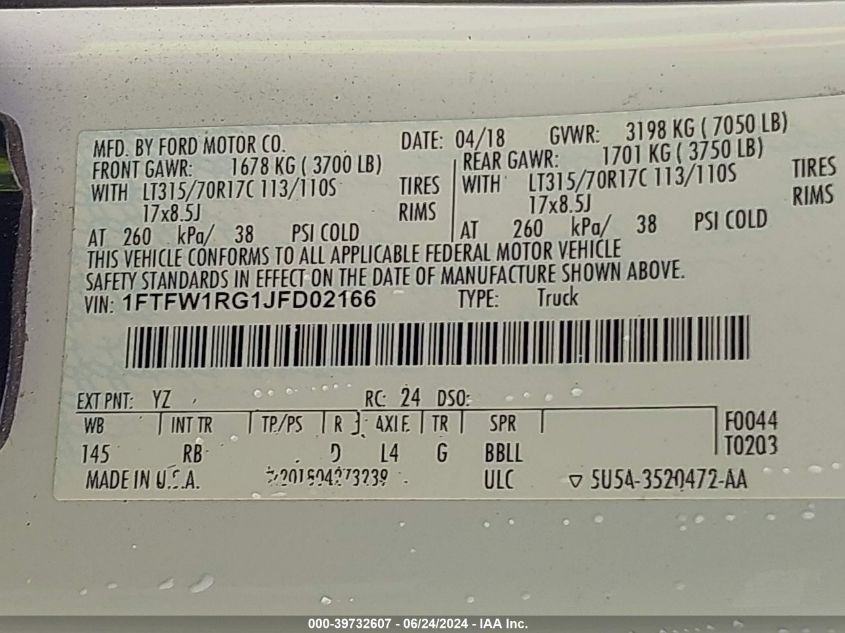 MFD. BY FORD MOTOR CO. DATE: 04/18 GVWR: 3198 KG ( 7050 LB)
FRONT GAWR: 1678 KG ( 3700 LB) REAR GAWR: 1701 KG ( 3750 LB)
WITH LT315/70R17C 113/110S TIRES WITH LT315/70R17C 113/110S TIRES
17x8.5J RIMS 17x8.5J RIMS
AT 260 kPa/ 38 PSI COLD AT 260 kPa/ 38 PSI COLD
THIS VEHICLE CONFORMS TO ALL APPLICABLE FEDERAL MOTOR VEHICLE
SAFETY STANDARDS IN EFFECT ON THE DATE OF MANUFACTURE SHOWN ABOVE.
VIN: 1FTFW1RG1JFD02166 TYPE: Truck
EXT PNT: YZ RC: 24 DSO:
WB INT TR TP/PS R AXLE TR SPR F0044
145 RB L4 G BBLL T0203
MADE IN U.S.A. ULC ▽ 5U5A-3520472-AA
000-39732607 - 06/24/2024 - IAA Inc.